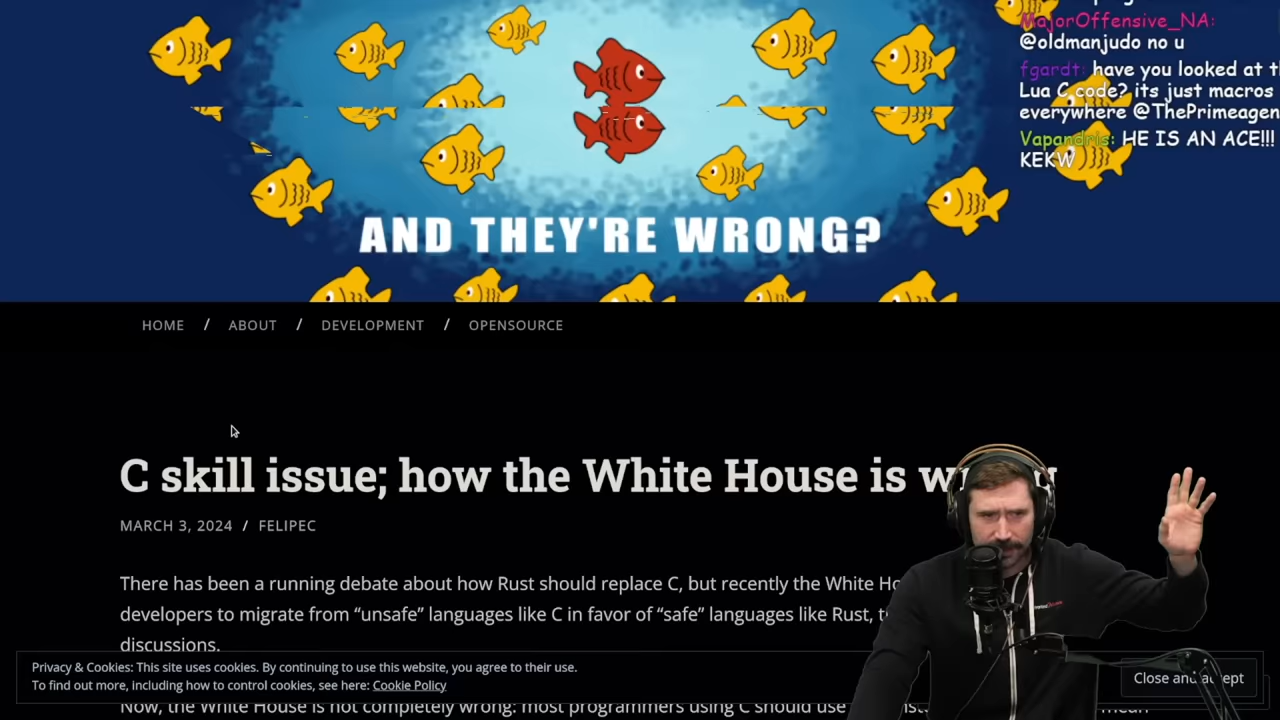 MajorOffensive_NA:
@oldmanjudo no u
fgardt: have you looked at
Lua C code? its just macros
everywhere @ThePrimeagen
Vapandris: HE IS AN ACE!!!
KEKW
AND THEY'RE WRONG?
HOME / ABOUT / DEVELOPMENT / OPENSOURCE
C skill issue; how the White House is
MARCH 3, 2024 / FELIPEC
There has been a running debate about how Rust should replace C, but recently the White
developers to migrate from “unsafe” languages like C in favor of “safe” languages like Rust,
discussions.
Privacy & Cookies: This site uses cookies. By continuing to use this website, you agree to their use.
To find out more, including how to control cookies, see here: Cookie Policy
Close and accept
Now, the White House is not completely wrong: most programmers using C should use